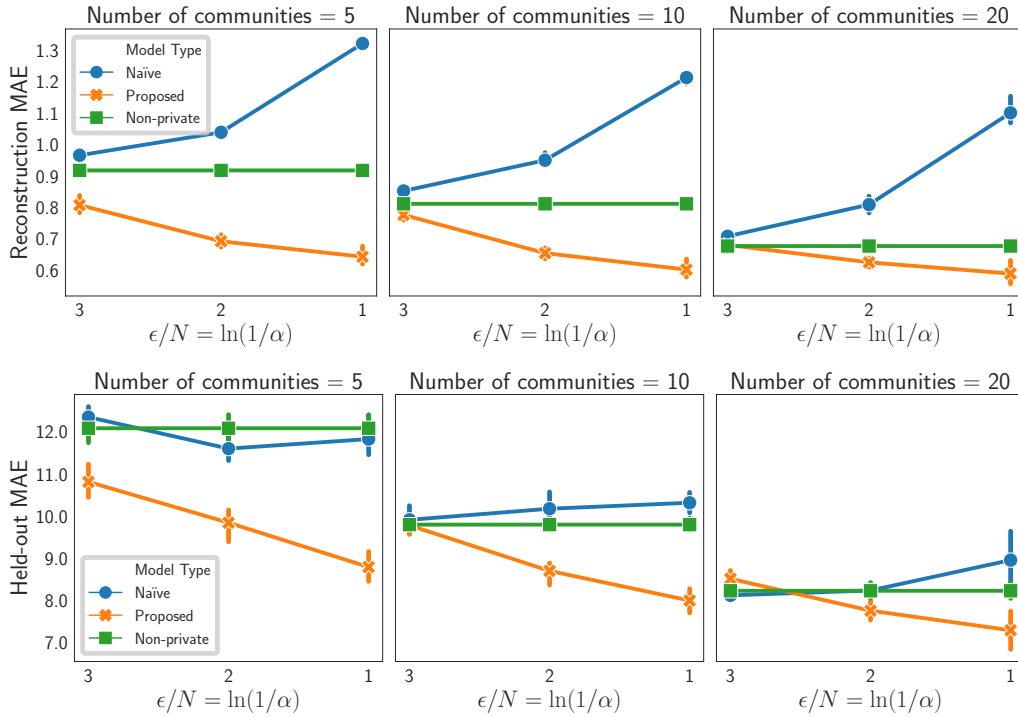 Number of communities = 5
Number of communities = 10
Number of communities = 20
Reconstruction MAE
1.3
1.2
1.1
1.0
0.9
0.8
0.7
0.6
Model Type
Naïve
Proposed
Non-private
3 2 1
3 2 1
3 2 1
ϵ/N = ln(1/α)
ϵ/N = ln(1/α)
ϵ/N = ln(1/α)
Number of communities = 5
Number of communities = 10
Number of communities = 20
Held-out MAE
12.0
11.0
10.0
9.0
8.0
7.0
Model Type
Naïve
Proposed
Non-private
3 2 1
3 2 1
3 2 1
ϵ/N = ln(1/α)
ϵ/N = ln(1/α)
ϵ/N = ln(1/α)